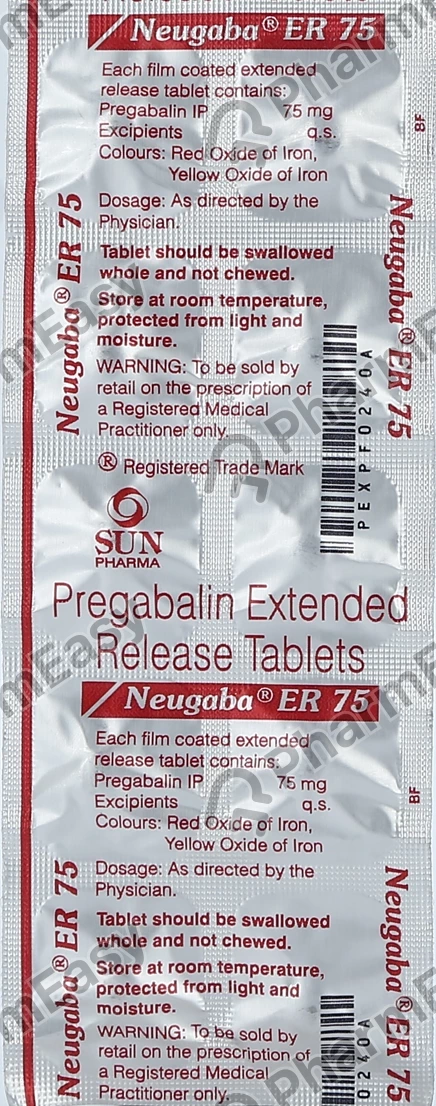 Neugaba® ER 75
Each film coated extended
release tablet contains:
Pregabalin IP 75 mg
Excipients q.s.
Colours: Red Oxide of Iron,
Yellow Oxide of Iron
Dosage: As directed by the
Physician.
Tablet should be swallowed
whole and not chewed.
Store at room temperature,
protected from light and
moisture.
WARNING: To be sold by
retail on the prescription of
a Registered Medical
Practitioner only.
® Registered Trade Mark
Neugaba® ER 75
Neugaba® ER 75
BF
PEXPF0240A
SUN
PHARMA
Pregabalin Extended
Release Tablets
Neugaba® ER 75
Each film coated extended
release tablet contains:
Pregabalin IP 75 mg
Excipients q.s.
Colours: Red Oxide of Iron,
Yellow Oxide of Iron
Dosage: As directed by the
Physician.
Tablet should be swallowed
whole and not chewed.
Store at room temperature,
protected from light and
moisture.
WARNING: To be sold by
retail on the prescription of
a Registered Medical
Practitioner only.
Neugaba® ER 75
Neugaba® ER 75
BF
0240A
PharmEasy